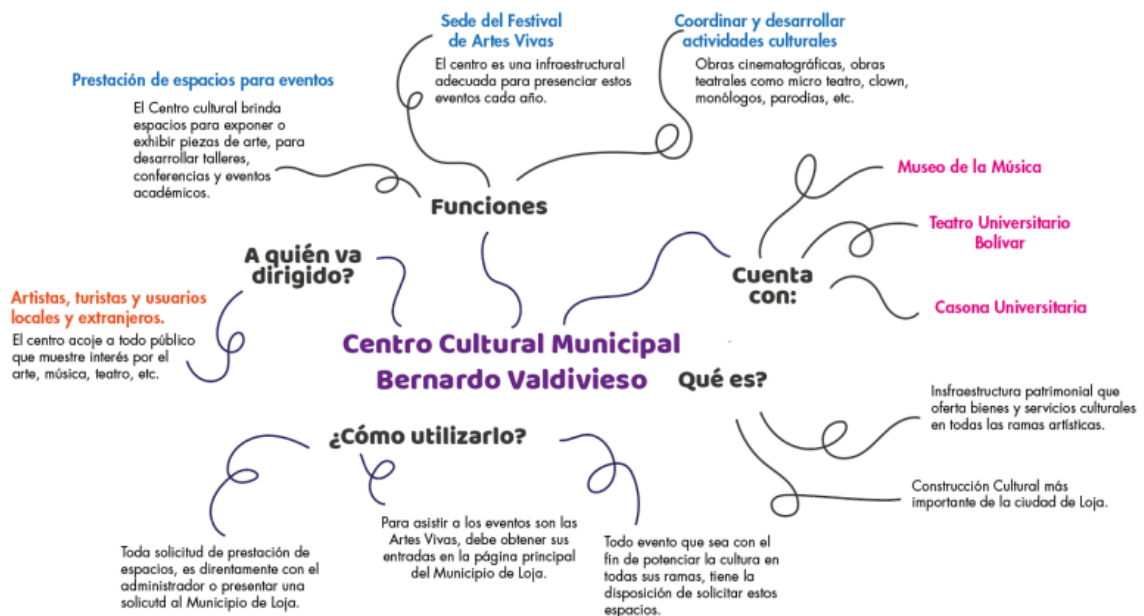 Sede del Festival
de Artes Vivas
El centro es una infraestructural
adecuada para presenciar estos
eventos cada año.
Coordinar y desarrollar
actividades culturales
Obras cinematográficas, obras
teatrales como micro teatro, clown,
monólogos, parodias, etc.
Prestación de espacios para eventos
El Centro cultural brinda
espacios para exponer o
exhibir piezas de arte, para
desarrollar talleres,
conferencias y eventos
académicos.
Funciones
Museo de la Música
Teatro Universitario
Bolívar
Casona Universitaria
Cuenta
con:
A quién va
dirigido?
Artistas, turistas y usuarios
locales y extranjeros.
El centro acoje a todo público
que muestre interés por el
arte, música, teatro, etc.
Centro Cultural Municipal
Bernardo Valdivieso
Qué es?
Insfraestructura patrimonial que
oferta bienes y servicios culturales
en todas las ramas artísticas.
Construcción Cultural más
importante de la ciudad de Loja.
¿Cómo utilizarlo?
Toda solicitud de prestación de
espacios, es directamente con el
administrador o presentar una
solicutd al Municipio de Loja.
Para asistir a los eventos son las
Artes Vivas, debe obtener sus
entradas en la página principal
del Municipio de Loja.
Todo evento que sea con el
fin de potenciar la cultura en
todas sus ramas, tiene la
disposición de solicitar estos
espacios.